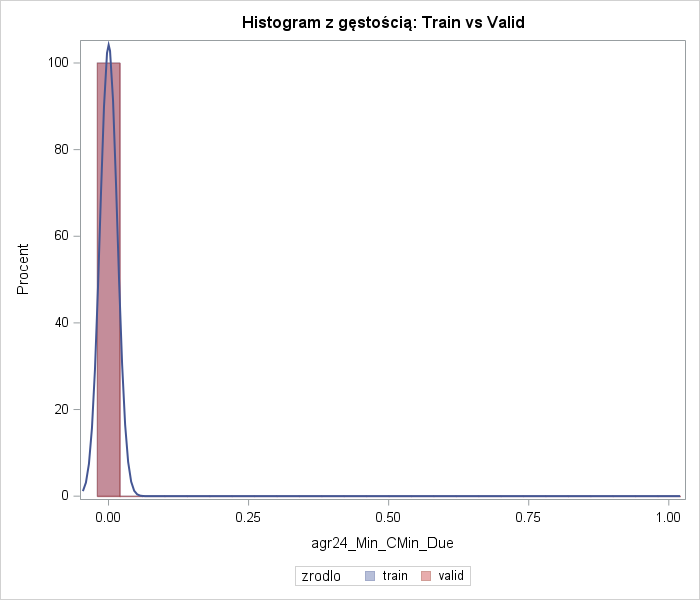 Histogram z gęstością: Train vs Valid
100
80
60
40
20
0
Procent
0.00 0.25 0.50 0.75 1.00
agr24_Min_CMin_Due
zrodlo train valid